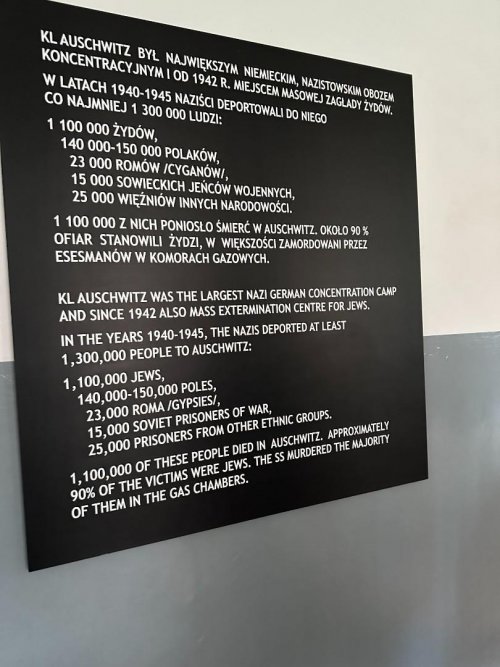 KL AUSCHWITZ BYŁ NAJWIĘKSZYM NIEMIECKIM, NAZISTOWSKIM OBOZEM
KONCENTRACYJNYM I OD 1942 R. MIEJSCEM MASOWEJ ZAGŁADY ŻYDÓW.
W LATACH 1940-1945 NAZIŚCI DEPORTOWALI DO NIEGO
CO NAJMNIEJ 1 300 000 LUDZI:
1 100 000 ŻYDÓW,
140 000-150 000 POLAKÓW,
23 000 ROMÓW /CYGANÓW/,
15 000 SOWIECKICH JEŃCÓW WOJENNYCH,
25 000 WIĘŹNIÓW INNYCH NARODOWOŚCI.
1 100 000 Z NICH PONIOSŁO ŚMIERĆ W AUSCHWITZ. OKOŁO 90 %
OFIAR STANOWILI ŻYDZI, W WIĘKSZOŚCI ZAMORDOWANI PRZEZ
ESESMANÓW W KOMORACH GAZOWYCH.
KL AUSCHWITZ WAS THE LARGEST NAZI GERMAN CONCENTRATION CAMP
AND SINCE 1942 ALSO MASS EXTERMINATION CENTRE FOR JEWS.
IN THE YEARS 1940-1945, THE NAZIS DEPORTED AT LEAST
1,300,000 PEOPLE TO AUSCHWITZ:
1,100,000 JEWS,
140,000-150,000 POLES,
23,000 ROMA /GYPSIES/,
15,000 SOVIET PRISONERS OF WAR,
25,000 PRISONERS FROM OTHER ETHNIC GROUPS.
1,100,000 OF THESE PEOPLE DIED IN AUSCHWITZ. APPROXIMATELY
90% OF THE VICTIMS WERE JEWS. THE SS MURDERED THE MAJORITY
OF THEM IN THE GAS CHAMBERS.